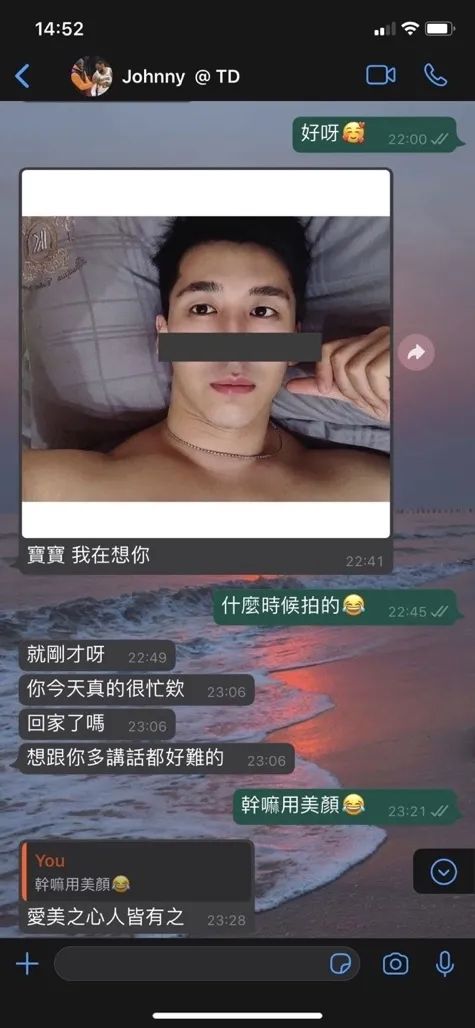 14:52
Johnny @ TD
好呀🥰 22:00
寶寶 我在想你 22:41
什麼時候拍的😂 22:45
就剛才呀 22:49
你今天真的很忙欸 23:06
回家了嗎 23:06
想跟你多講話都好難的 23:06
幹嘛用美顏😂 23:21
You
幹嘛用美顏😂
愛美之心人皆有之 23:28